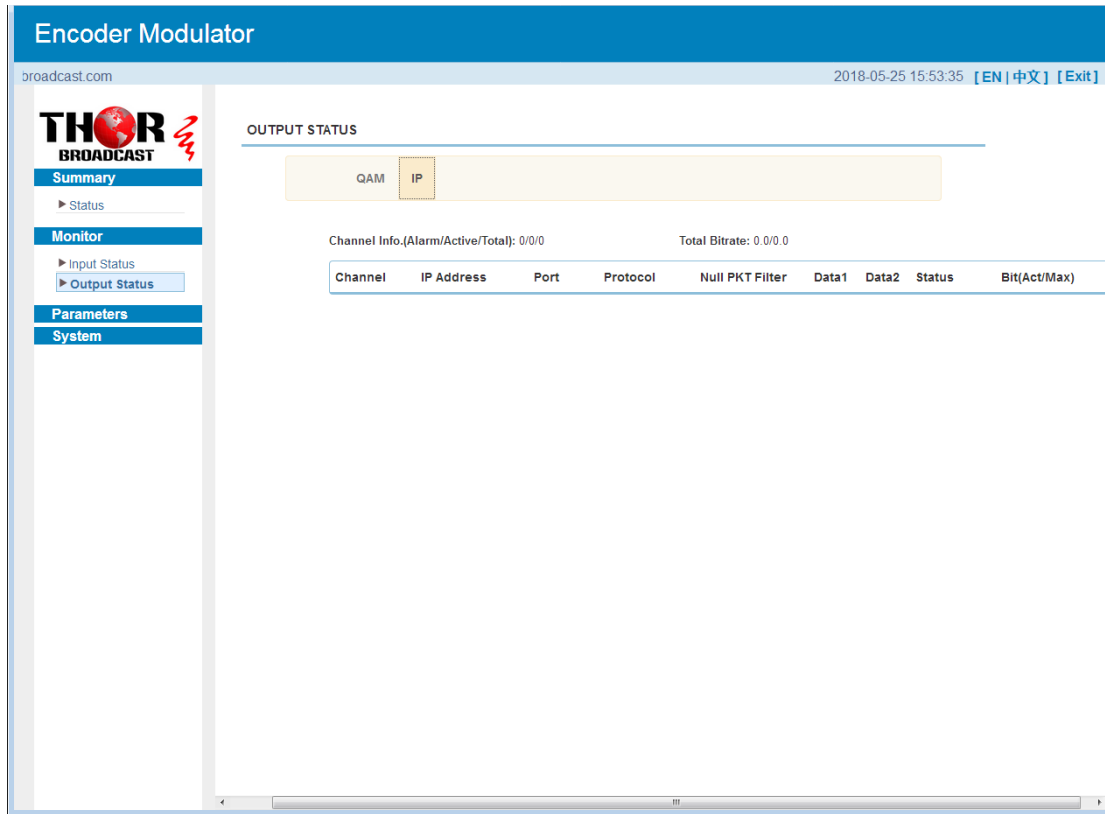 Encoder Modulator
broadcast.com
2018-05-25 15:53:35 [ EN | 中文 ] [ Exit ]
THOR
BROADCAST
Summary
Status
Monitor
Input Status
Output Status
Parameters
System
OUTPUT STATUS
QAM IP
Channel Info.(Alarm/Active/Total): 0/0/0 Total Bitrate: 0.0/0.0
Channel IP Address Port Protocol Null PKT Filter Data1 Data2 Status Bit(Act/Max)